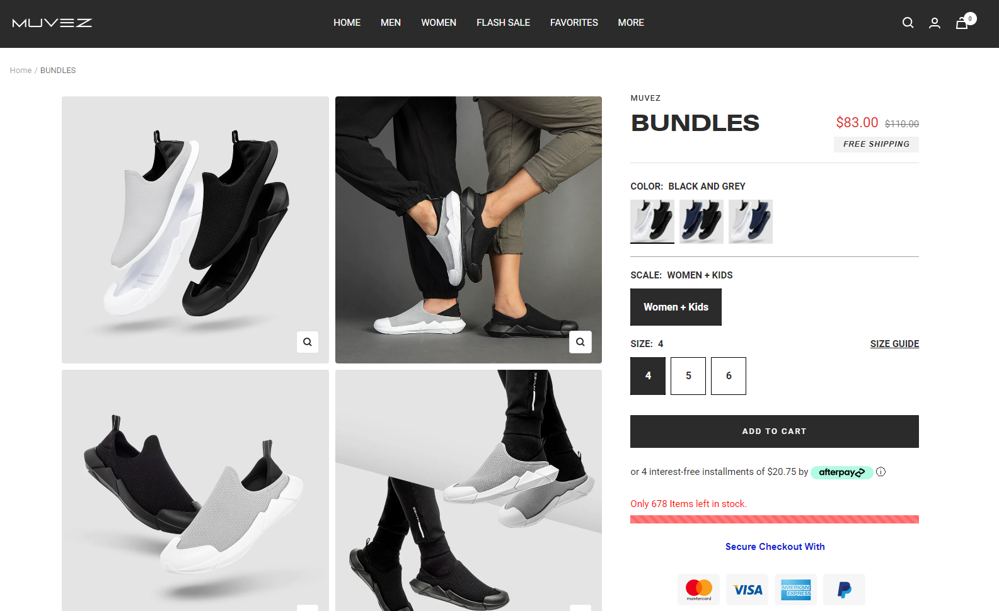 MUVEZ
HOME MEN WOMEN FLASH SALE FAVORITES MORE
0
Home / BUNDLES
MUVEZ
BUNDLES
$83.00 $110.00
FREE SHIPPING
COLOR: BLACK AND GREY
SCALE: WOMEN + KIDS
Women + Kids
SIZE: 4
SIZE GUIDE
4 5 6
ADD TO CART
or 4 interest-free installments of $20.75 by afterpay
Only 678 Items left in stock.
Secure Checkout With
mastercard
VISA
AMERICAN
EXPRESS